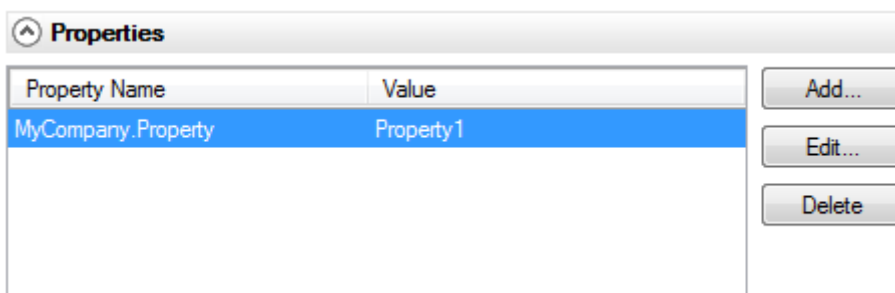 Properties
Property Name Value Add...
MyCompany.Property Property1
Edit...
Delete